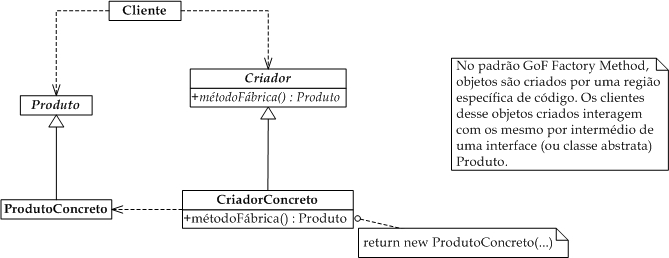 Cliente
Criador
+métodoFábrica() : Produto
Produto
No padrão GoF Factory Method,
objetos são criados por uma região
específica de código. Os clientes
desse objetos criados interagem
com os mesmo por intermédio de
uma interface (ou classe abstrata)
Produto.
ProdutoConcreto
CriadorConcreto
+métodoFábrica() : Produto
return new ProdutoConcreto(...)